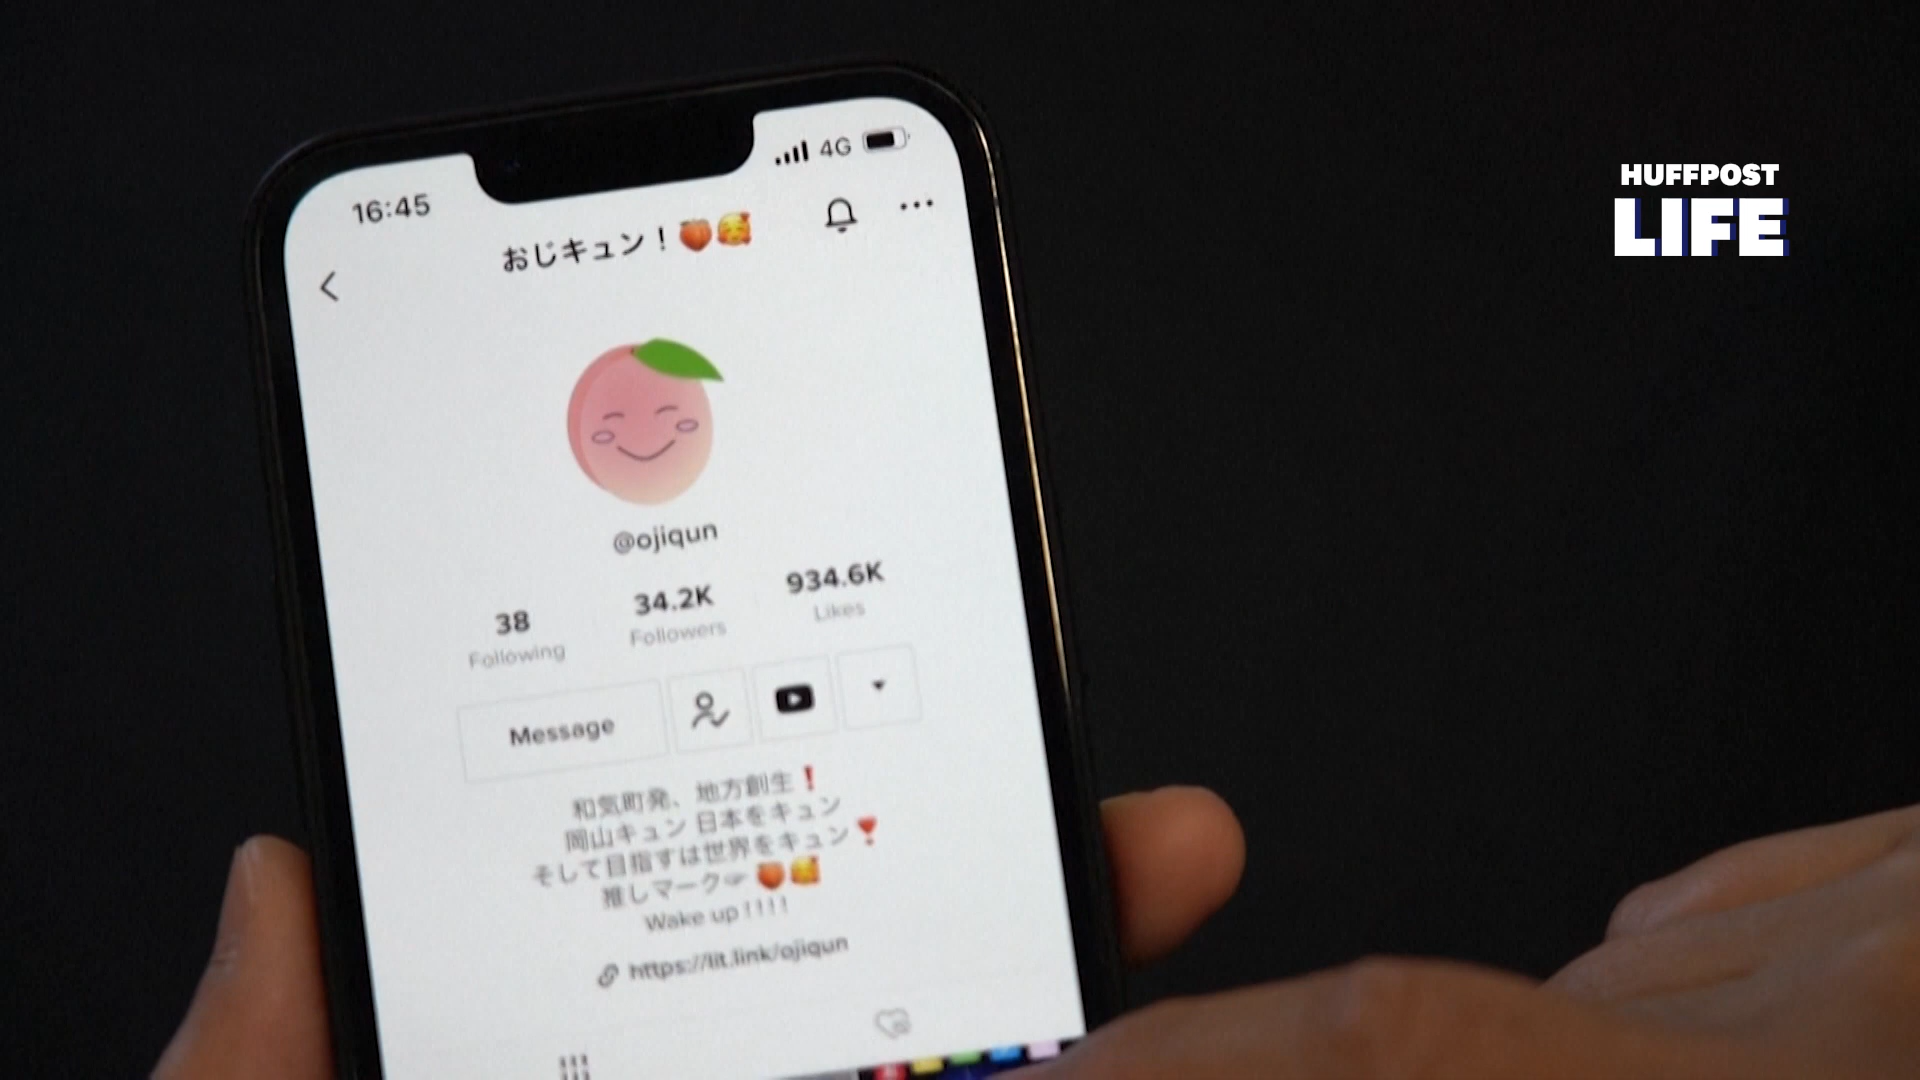 HUFFPOST
LIFE
16:45
4G
おじキュン！🍑🥰
@ojiqun
38
Following
34.2K
Followers
934.6K
Likes
Message
和気町発、地方創生❗
岡山キュン 日本をキュン
そして目指すは世界をキュン❣
推しマーク☞ 🍑🥰
Wake up !!!!
https://lit.link/ojiqun